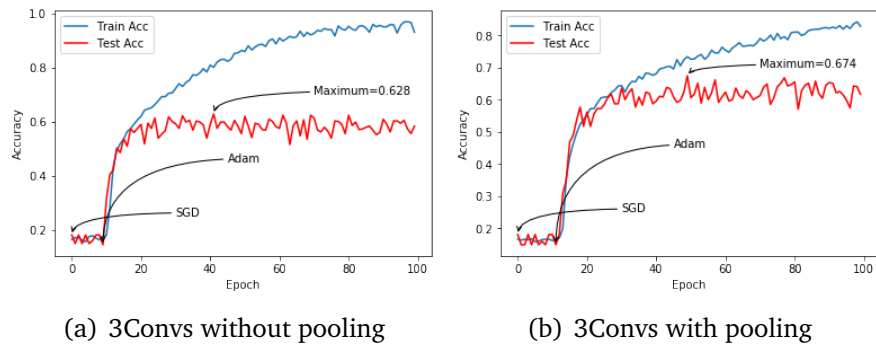 1.0
0.8
0.6
0.4
0.2
Accuracy
Train Acc
Test Acc
Maximum=0.628
Adam
SGD
0 20 40 60 80 100
Epoch
(a) 3Convs without pooling
0.8
0.7
0.6
0.5
0.4
0.3
0.2
Accuracy
Train Acc
Test Acc
Maximum=0.674
Adam
SGD
0 20 40 60 80 100
Epoch
(b) 3Convs with pooling